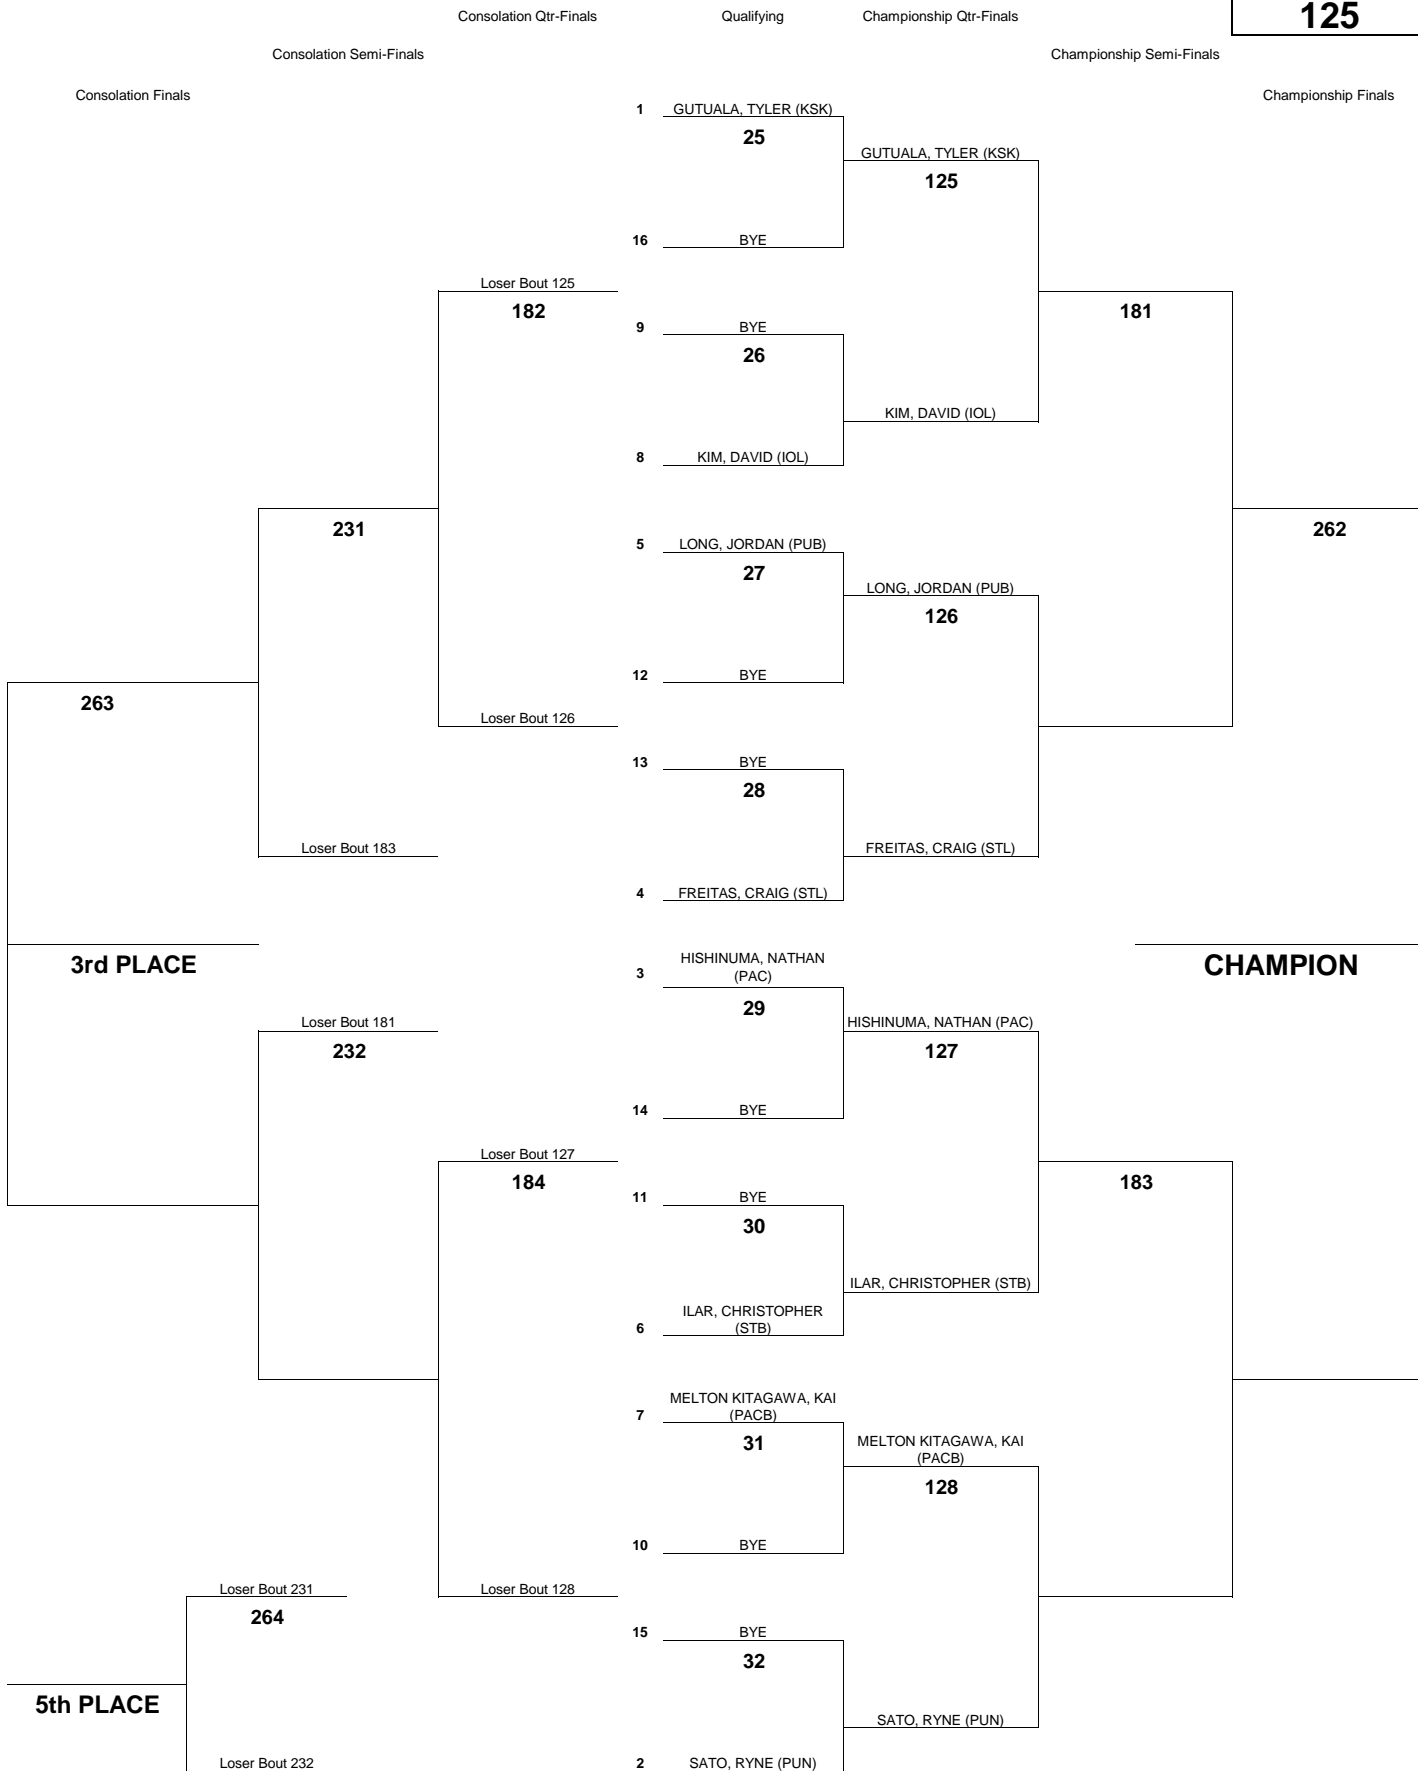 Consolation Qtr-Finals Qualifying Championship Qtr-Finals 125
Consolation Semi-Finals Championship Semi-Finals
Consolation Finals Championship Finals
1 GUTUALA, TYLER (KSK)
25
GUTUALA, TYLER (KSK)
125
16 BYE
Loser Bout 125
182 181
9 BYE
26
KIM, DAVID (IOL)
8 KIM, DAVID (IOL)
231 262
5 LONG, JORDAN (PUB)
27
LONG, JORDAN (PUB)
126
12 BYE
263
Loser Bout 126
13 BYE
28
Loser Bout 183 FREITAS, CRAIG (STL)
4 FREITAS, CRAIG (STL)
3rd PLACE CHAMPION
HISHINUMA, NATHAN
3 (PAC)
29
Loser Bout 181 HISHINUMA, NATHAN (PAC)
232 127
14 BYE
Loser Bout 127
184 183
11 BYE
30
ILAR, CHRISTOPHER (STB)
ILAR, CHRISTOPHER
6 (STB)
MELTON KITAGAWA, KAI
7 (PACB)
31
MELTON KITAGAWA, KAI
(PACB)
128
10 BYE
Loser Bout 231 Loser Bout 128
264
15 BYE
32
5th PLACE
SATO, RYNE (PUN)
Loser Bout 232 2 SATO, RYNE (PUN)